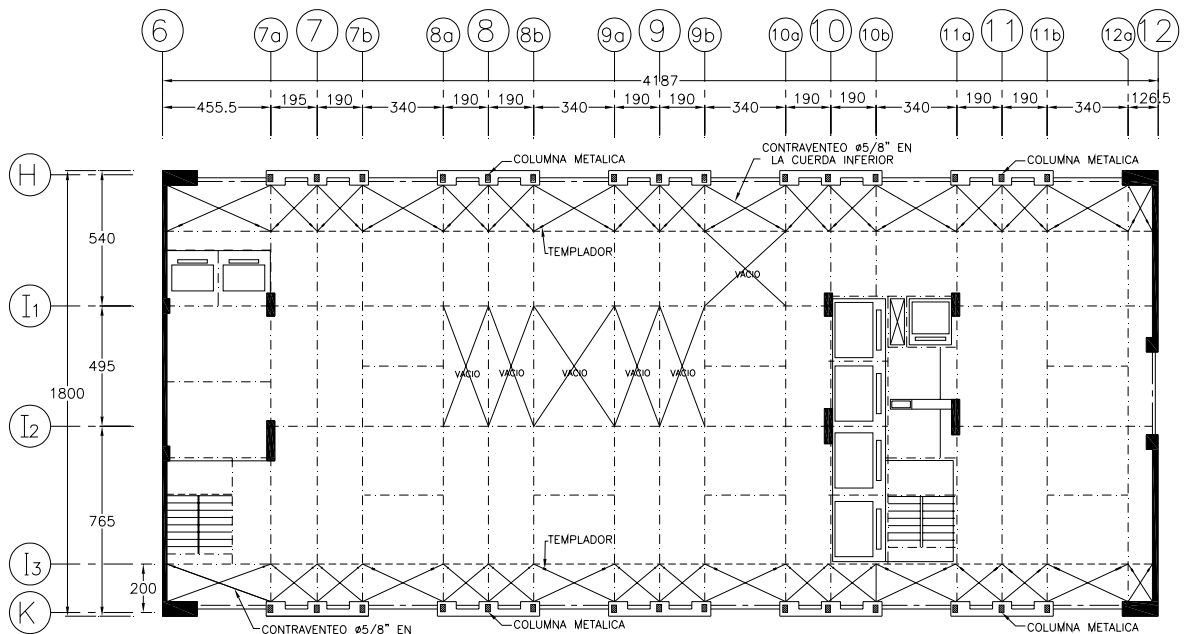 6 7a 7 7b 8a 8 8b 9a 9 9b 10a 10 10b 11a 11 11b 12a 12
4187
455.5 195 190 340 190 190 340 190 190 340 190 190 340 190 190 340 126.5
CONTRAVENTEO ø5/8" EN
LA CUERDA INFERIOR
COLUMNA METALICA
COLUMNA METALICA
H
540
TEMPLADOR
VACIO
I1
495
VACIO VACIO VACIO VACIO VACIO
1800
I2
765
TEMPLADOR
I3
200
K
CONTRAVENTEO ø5/8" EN
COLUMNA METALICA
COLUMNA METALICA